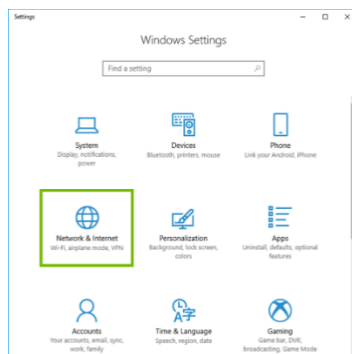 Settings
Windows Settings
Find a setting
System
Display, notifications,
power
Devices
Bluetooth, printers, mouse
Phone
Link your Android, iPhone
Network & Internet
Wi-Fi, airplane mode, VPN
Personalization
Background, lock screen,
colors
Apps
Uninstall, defaults, optional
features
Accounts
Your accounts, email, sync,
work, family
A字
Time & Language
Speech, region, date
Gaming
Game bar, DVR,
broadcasting, Game Mode